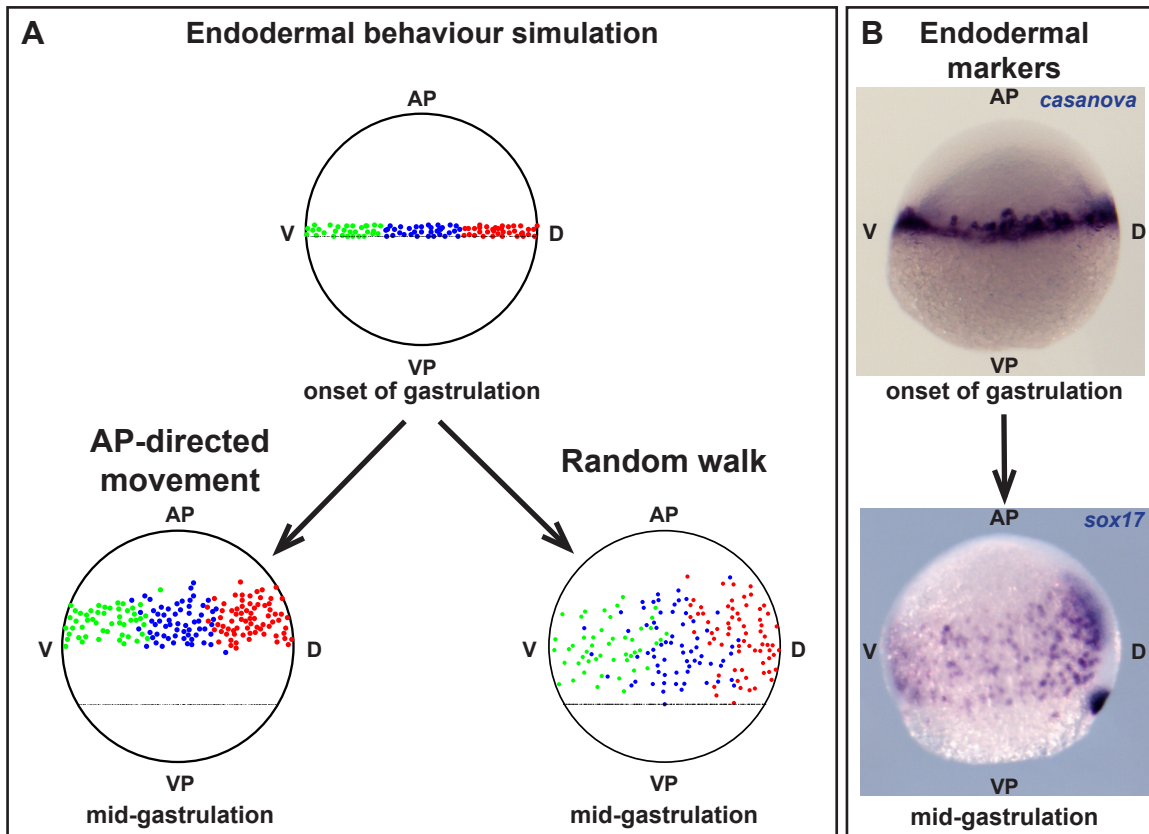 A
Endodermal behaviour simulation
AP
V
D
VP
onset of gastrulation
AP-directed
movement
AP
V
D
VP
mid-gastrulation
Random walk
AP
V
D
VP
mid-gastrulation
B
Endodermal
markers
AP
casanova
V
D
VP
onset of gastrulation
AP
sox17
V
D
VP
mid-gastrulation